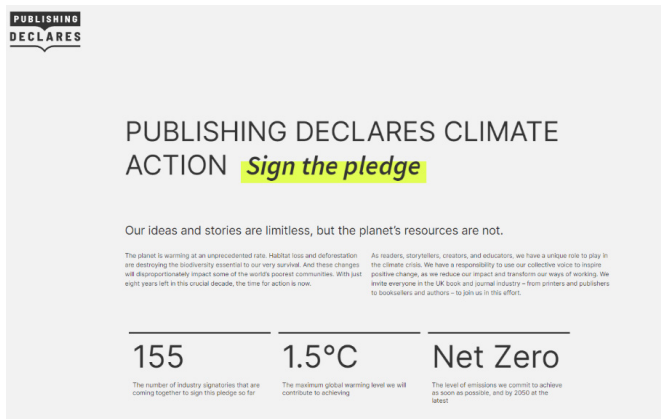 PUBLISHING
DECLARES
PUBLISHING DECLARES CLIMATE
ACTION Sign the pledge
Our ideas and stories are limitless, but the planet's resources are not.
The planet is warming at an unprecedented rate. Habitat loss and deforestation
are destroying the biodiversity essential to our very survival. And these changes
will disproportionately impact some of the world's poorest communities. With just
eight years left in this crucial decade, the time for action is now.
As readers, storytellers, creators, and educators, we have a unique role to play in
the climate crisis. We have a responsibility to use our collective voice to inspire
positive change, as we reduce our impact and transform our ways of working. We
invite everyone in the UK book and journal industry – from printers and publishers
to booksellers and authors – to join us in this effort.
155
The number of industry signatories that are
coming together to sign this pledge so far
1.5°C
The maximum global warming level we will
contribute to achieving
Net Zero
The level of emissions we commit to achieve
as soon as possible, and by 2050 at the
latest